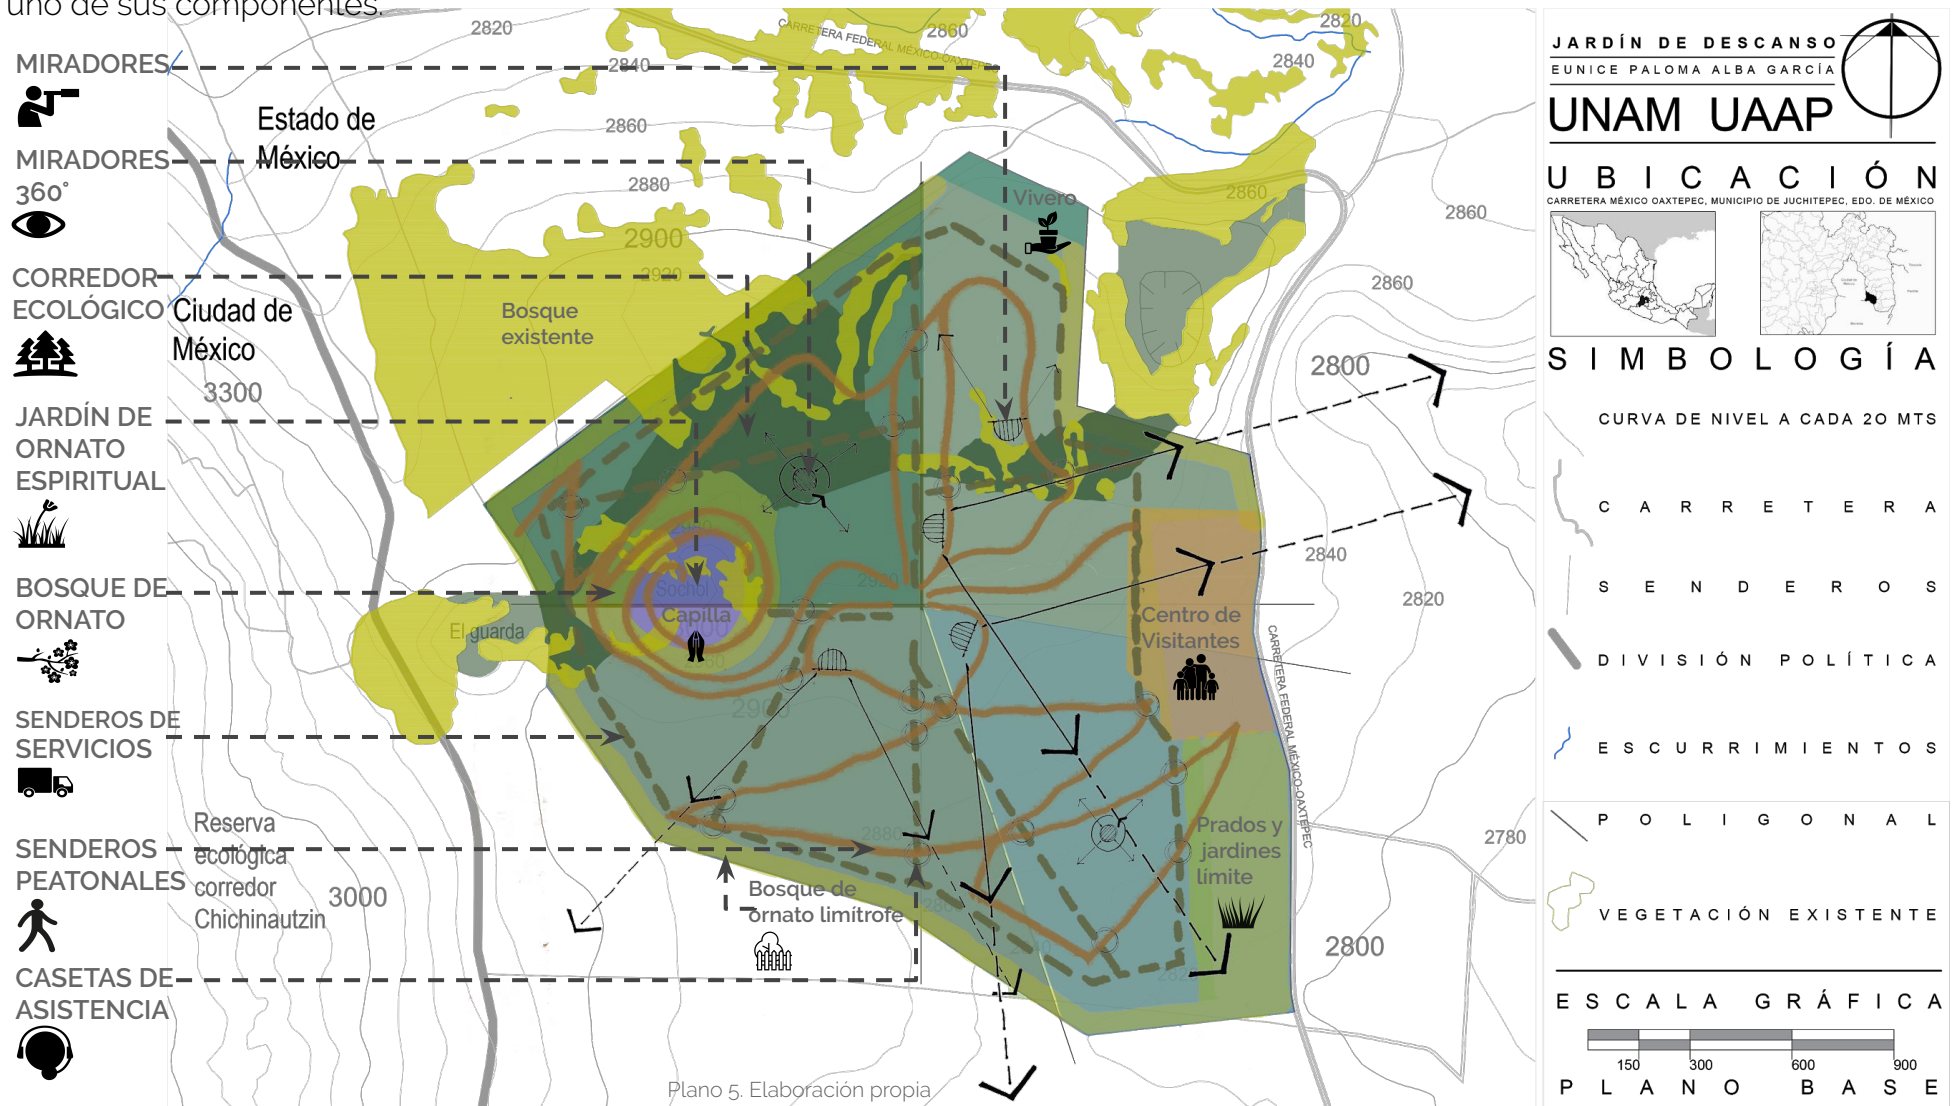 uno de sus componentes.
MIRADORES
MIRADORES
360°
CORREDOR
ECOLÓGICO
JARDÍN DE
ORNATO
ESPIRITUAL
BOSQUE DE
ORNATO
SENDEROS DE
SERVICIOS
SENDEROS
PEATONALES
CASETAS DE
ASISTENCIA
Estado de
México
Ciudad de
México
3300
Reserva
ecológica
corredor
Chichinautzin
3000
2820
2840
2860
2880
2900
2920
CARRETERA FEDERAL MÉXICO-OAXTEPEC
2860
2820
2840
2860
2860
2860
2800
2840
2820
2780
2800
Bosque
existente
Vivero
El guarda
Sochol
Capilla
2920
2900
2880
Centro de
Visitantes
CARRETERA FEDERAL MÉXICO-OAXTEPEC
Prados y
jardines
límite
Bosque de
ornato limítrofe
Plano 5. Elaboración propia
JARDÍN DE DESCANSO
EUNICE PALOMA ALBA GARCÍA
UNAM UAAP
UBICACIÓN
CARRETERA MÉXICO OAXTEPEC, MUNICIPIO DE JUCHITEPEC, EDO. DE MÉXICO
SIMBOLOGÍA
CURVA DE NIVEL A CADA 20 MTS
CARRETERA
SENDEROS
DIVISIÓN POLÍTICA
ESCURRIMIENTOS
POLIGONAL
VEGETACIÓN EXISTENTE
ESCALA GRÁFICA
150 300 600 900
PLANO BASE